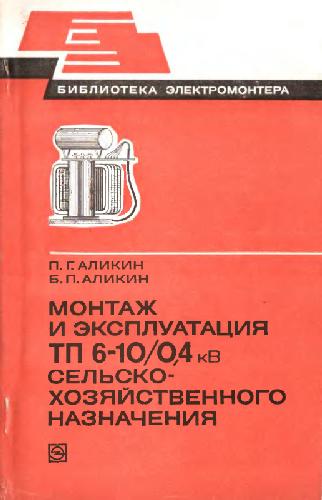 БИБЛИОТЕКА ЭЛЕКТРОМОНТЕРА
П. Г. АЛИКИН
Б. П. АЛИКИН
МОНТАЖ
И ЭКСПЛУАТАЦИЯ
ТП 6-10/0,4 кВ
СЕЛЬСКО-
ХОЗЯЙСТВЕННОГО
НАЗНАЧЕНИЯ